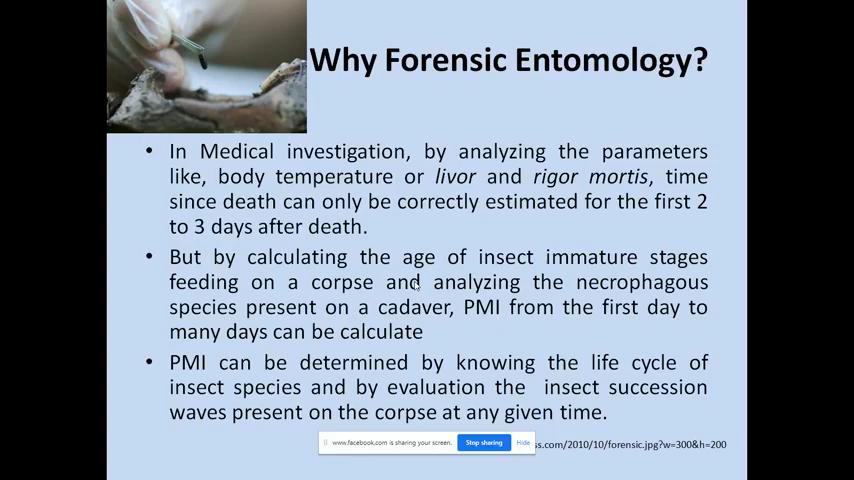 Why Forensic Entomology?
• In Medical investigation, by analyzing the parameters
like, body temperature or livor and rigor mortis, time
since death can only be correctly estimated for the first 2
to 3 days after death.
• But by calculating the age of insect immature stages
feeding on a corpse and analyzing the necrophagous
species present on a cadaver, PMI from the first day to
many days can be calculate
• PMI can be determined by knowing the life cycle of
insect species and by evaluation the insect succession
waves present on the corpse at any given time.
www.facebook.com is sharing your screen. Stop sharing Hide
ss.com/2010/10/forensic.jpg?w=300&h=200